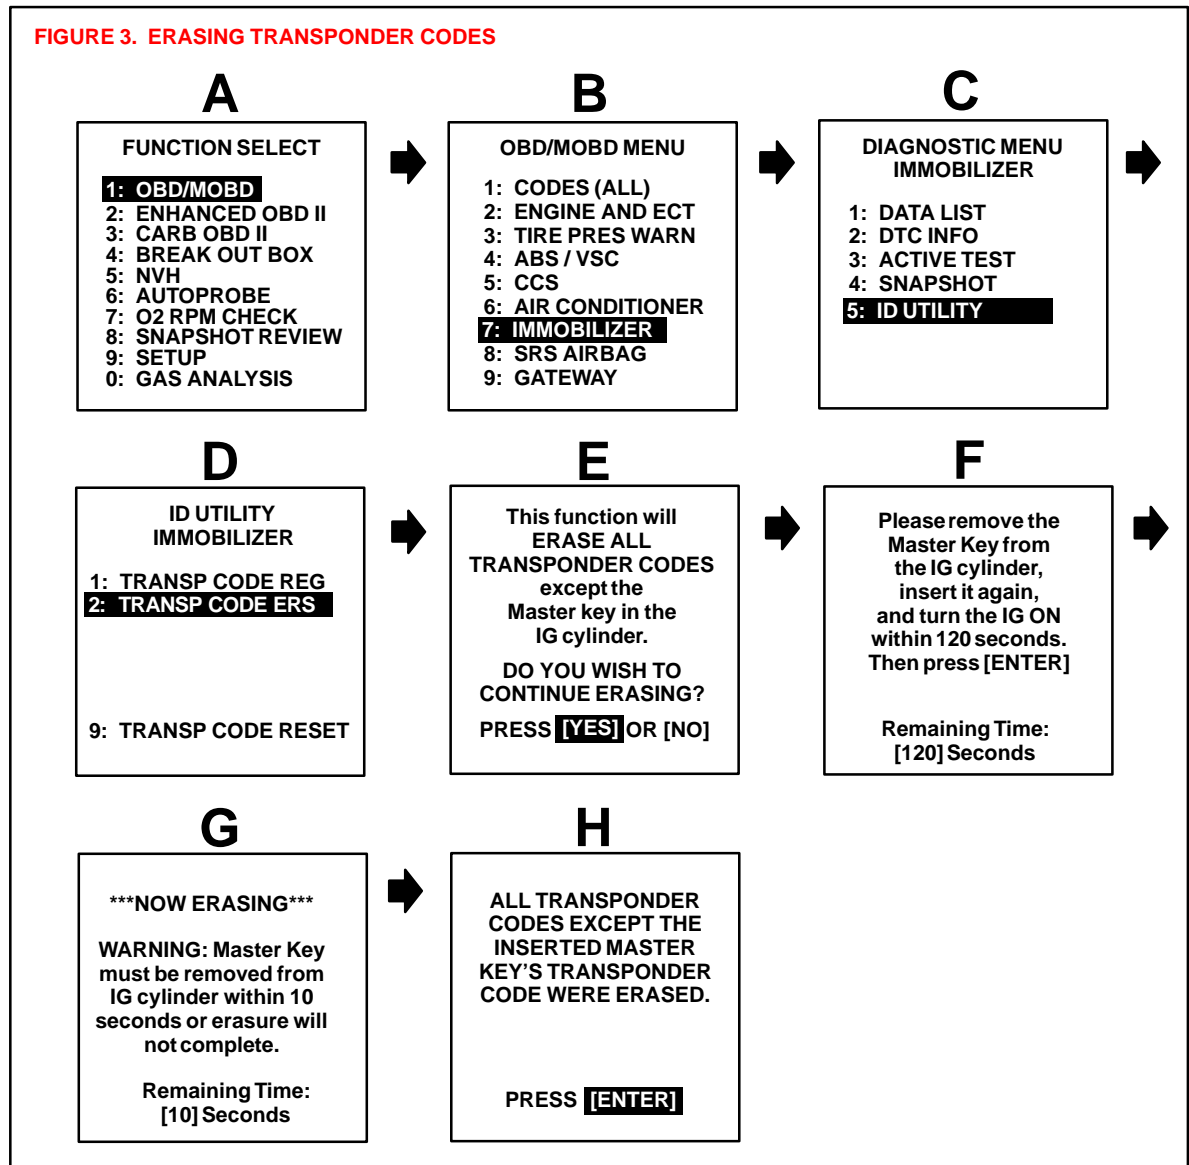 FIGURE 3. ERASING TRANSPONDER CODES
A
FUNCTION SELECT
1: OBD/MOBD
2: ENHANCED OBD II
3: CARB OBD II
4: BREAK OUT BOX
5: NVH
6: AUTOPROBE
7: O2 RPM CHECK
8: SNAPSHOT REVIEW
9: SETUP
0: GAS ANALYSIS
B
OBD/MOBD MENU
1: CODES (ALL)
2: ENGINE AND ECT
3: TIRE PRES WARN
4: ABS / VSC
5: CCS
6: AIR CONDITIONER
7: IMMOBILIZER
8: SRS AIRBAG
9: GATEWAY
C
DIAGNOSTIC MENU
IMMOBILIZER
1: DATA LIST
2: DTC INFO
3: ACTIVE TEST
4: SNAPSHOT
5: ID UTILITY
D
ID UTILITY
IMMOBILIZER
1: TRANSP CODE REG
2: TRANSP CODE ERS
9: TRANSP CODE RESET
E
This function will
ERASE ALL
TRANSPONDER CODES
except the
Master key in the
IG cylinder.
DO YOU WISH TO
CONTINUE ERASING?
PRESS [YES] OR [NO]
F
Please remove the
Master Key from
the IG cylinder,
insert it again,
and turn the IG ON
within 120 seconds.
Then press [ENTER]
Remaining Time:
[120] Seconds
G
***NOW ERASING***
WARNING: Master Key
must be removed from
IG cylinder within 10
seconds or erasure will
not complete.
Remaining Time:
[10] Seconds
H
ALL TRANSPONDER
CODES EXCEPT THE
INSERTED MASTER
KEY'S TRANSPONDER
CODE WERE ERASED.
PRESS [ENTER]